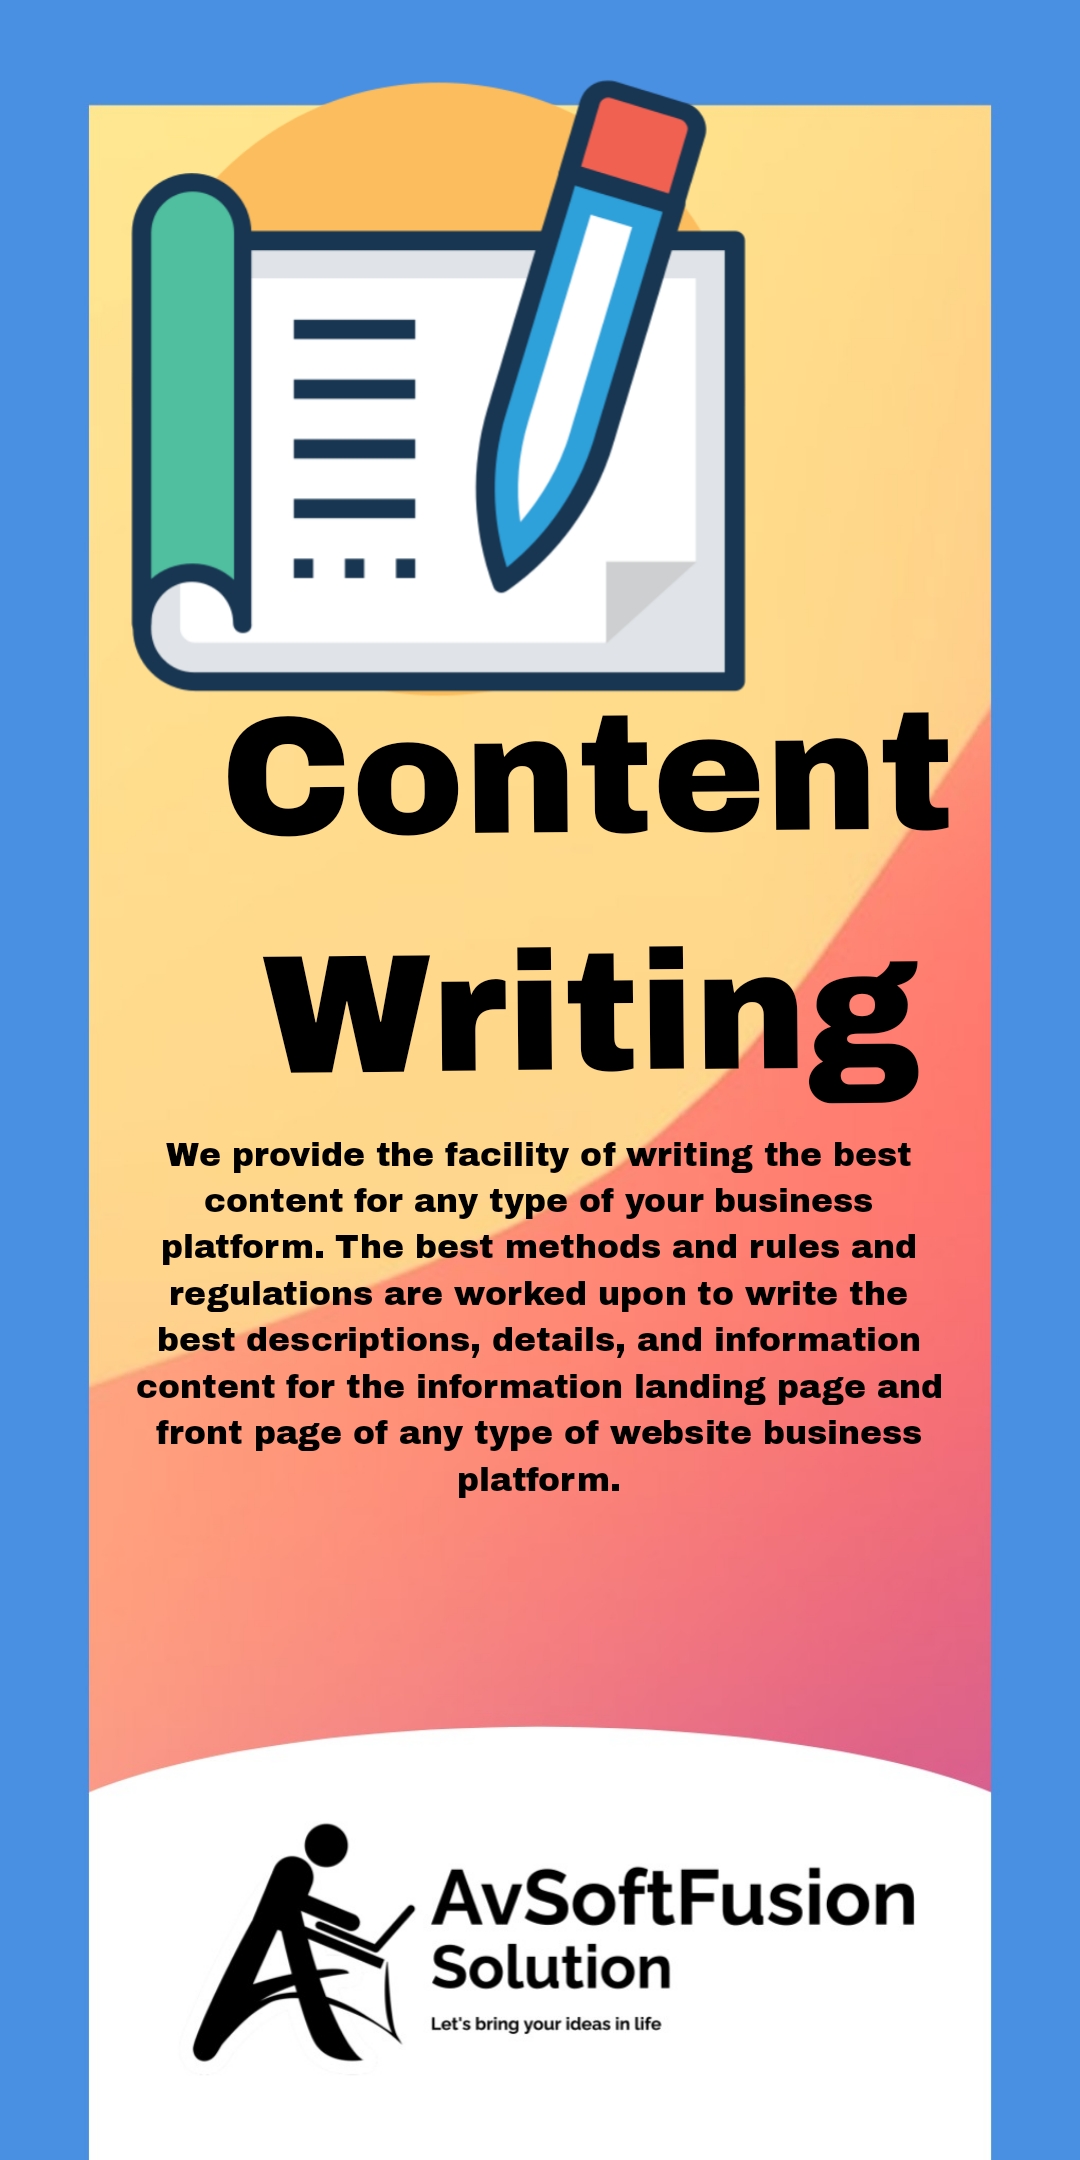 Content
Writing
We provide the facility of writing the best
content for any type of your business
platform. The best methods and rules and
regulations are worked upon to write the
best descriptions, details, and information
content for the information landing page and
front page of any type of website business
platform.
AvSoftFusion
Solution
Let's bring your ideas in life